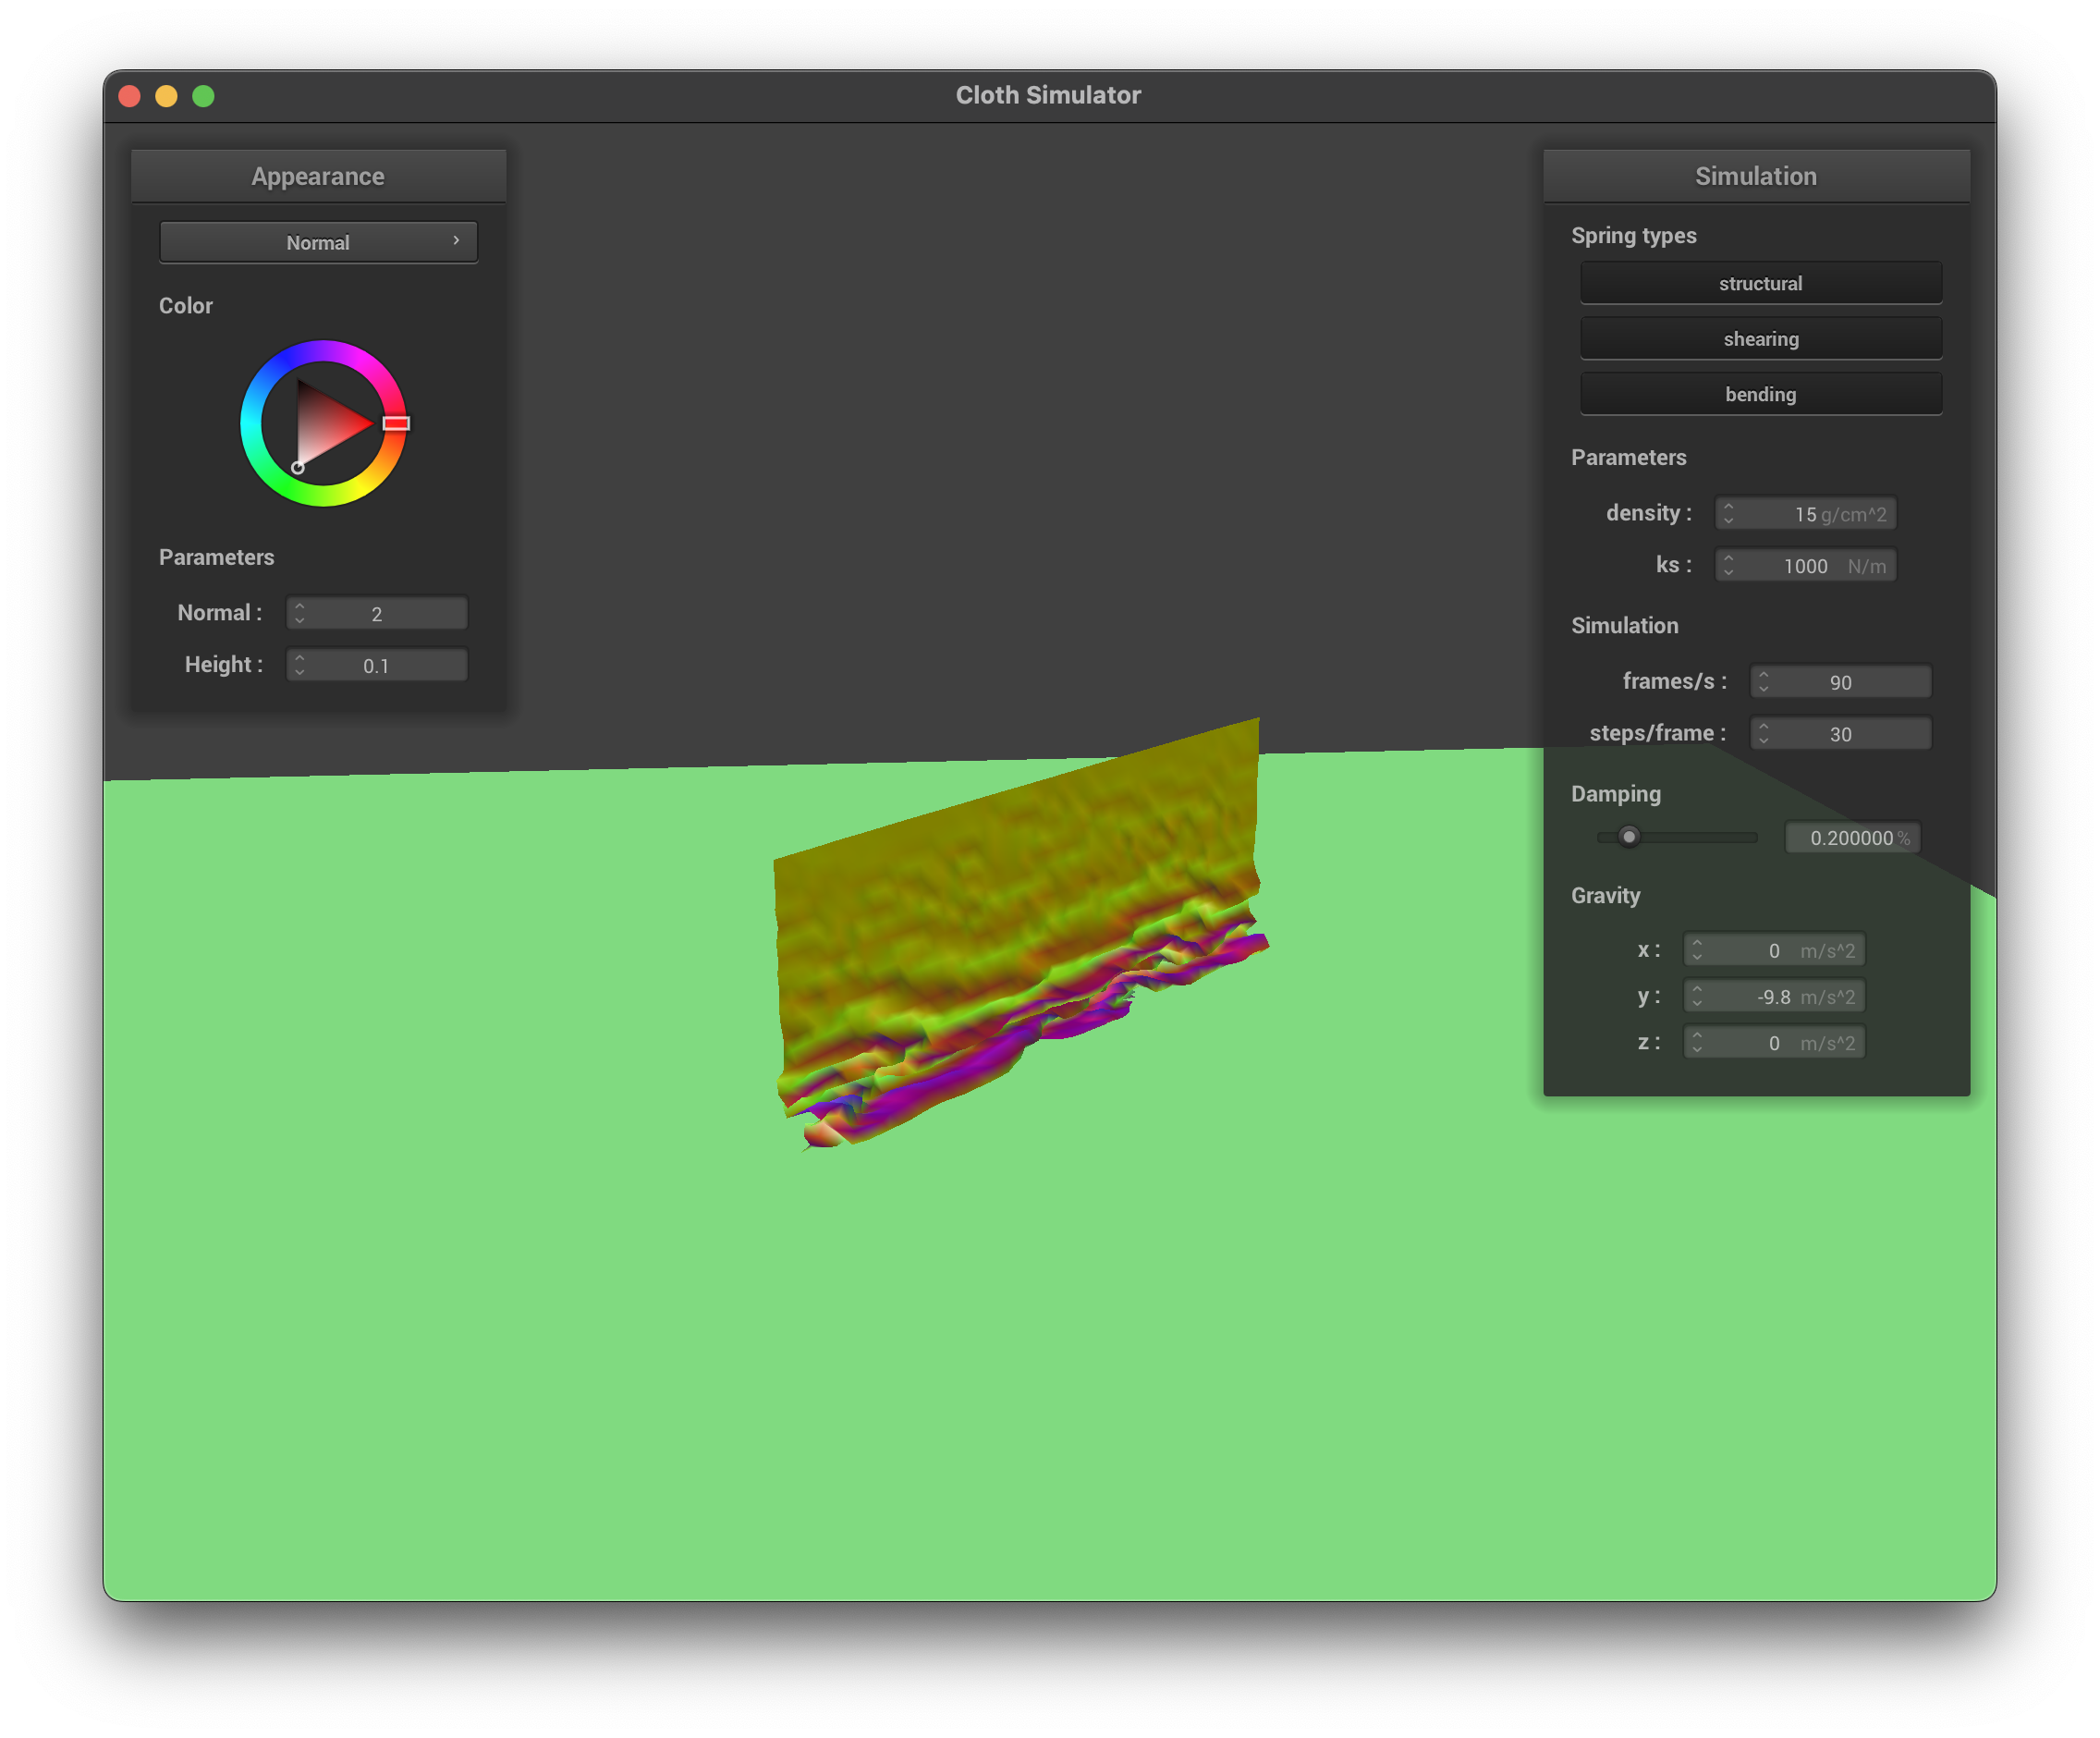 Cloth Simulator
Appearance
Normal
Color
Parameters
Normal : 2
Height : 0.1
Simulation
Spring types
structural
shearing
bending
Parameters
density : 15 g/cm^2
ks : 1000 N/m
Simulation
frames/s : 90
steps/frame : 30
Damping
0.200000 %
Gravity
x : 0 m/s^2
y : -9.8 m/s^2
z : 0 m/s^2